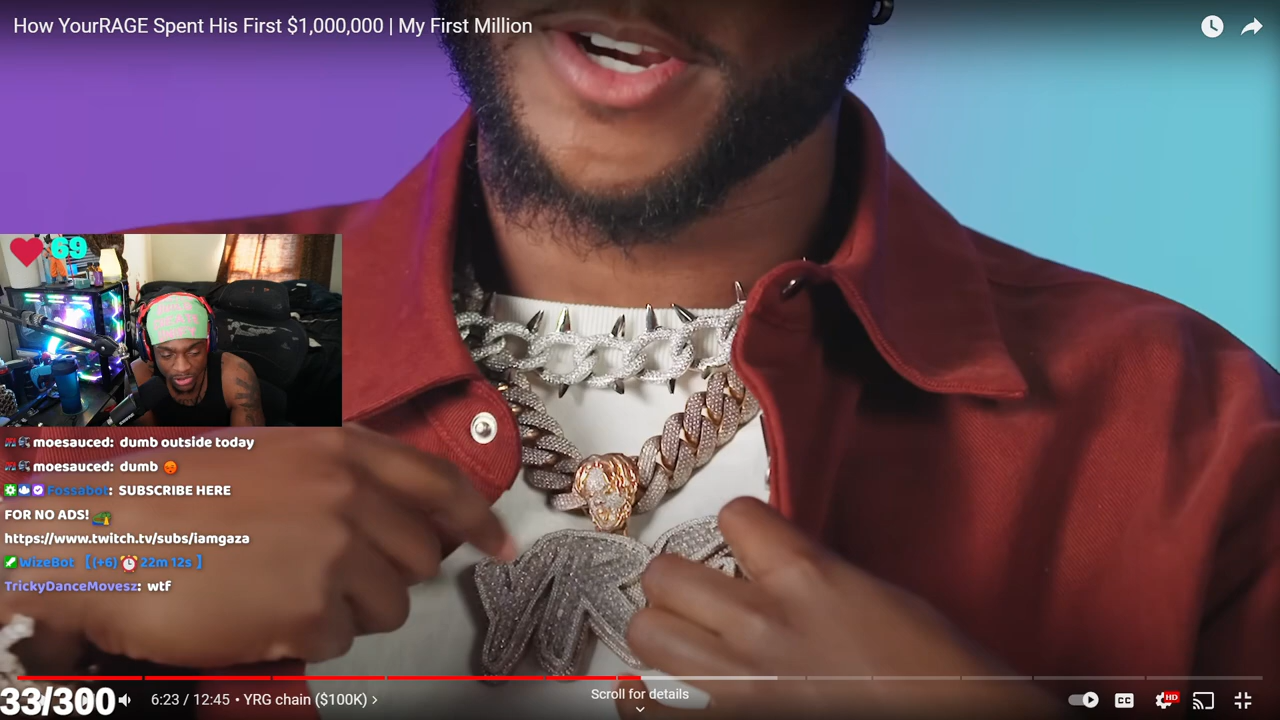 How YourRAGE Spent His First $1,000,000 | My First Million
69
moesauced: dumb outside today
moesauced: dumb
Fossabot: SUBSCRIBE HERE
FOR NO ADS!
https://www.twitch.tv/subs/iamgaza
WizeBot 【(+6) 22m 12s 】
TrickyDanceMovesz: wtf
33/300
6:23 / 12:45 • YRG chain ($100K) >
Scroll for details
CC
HD